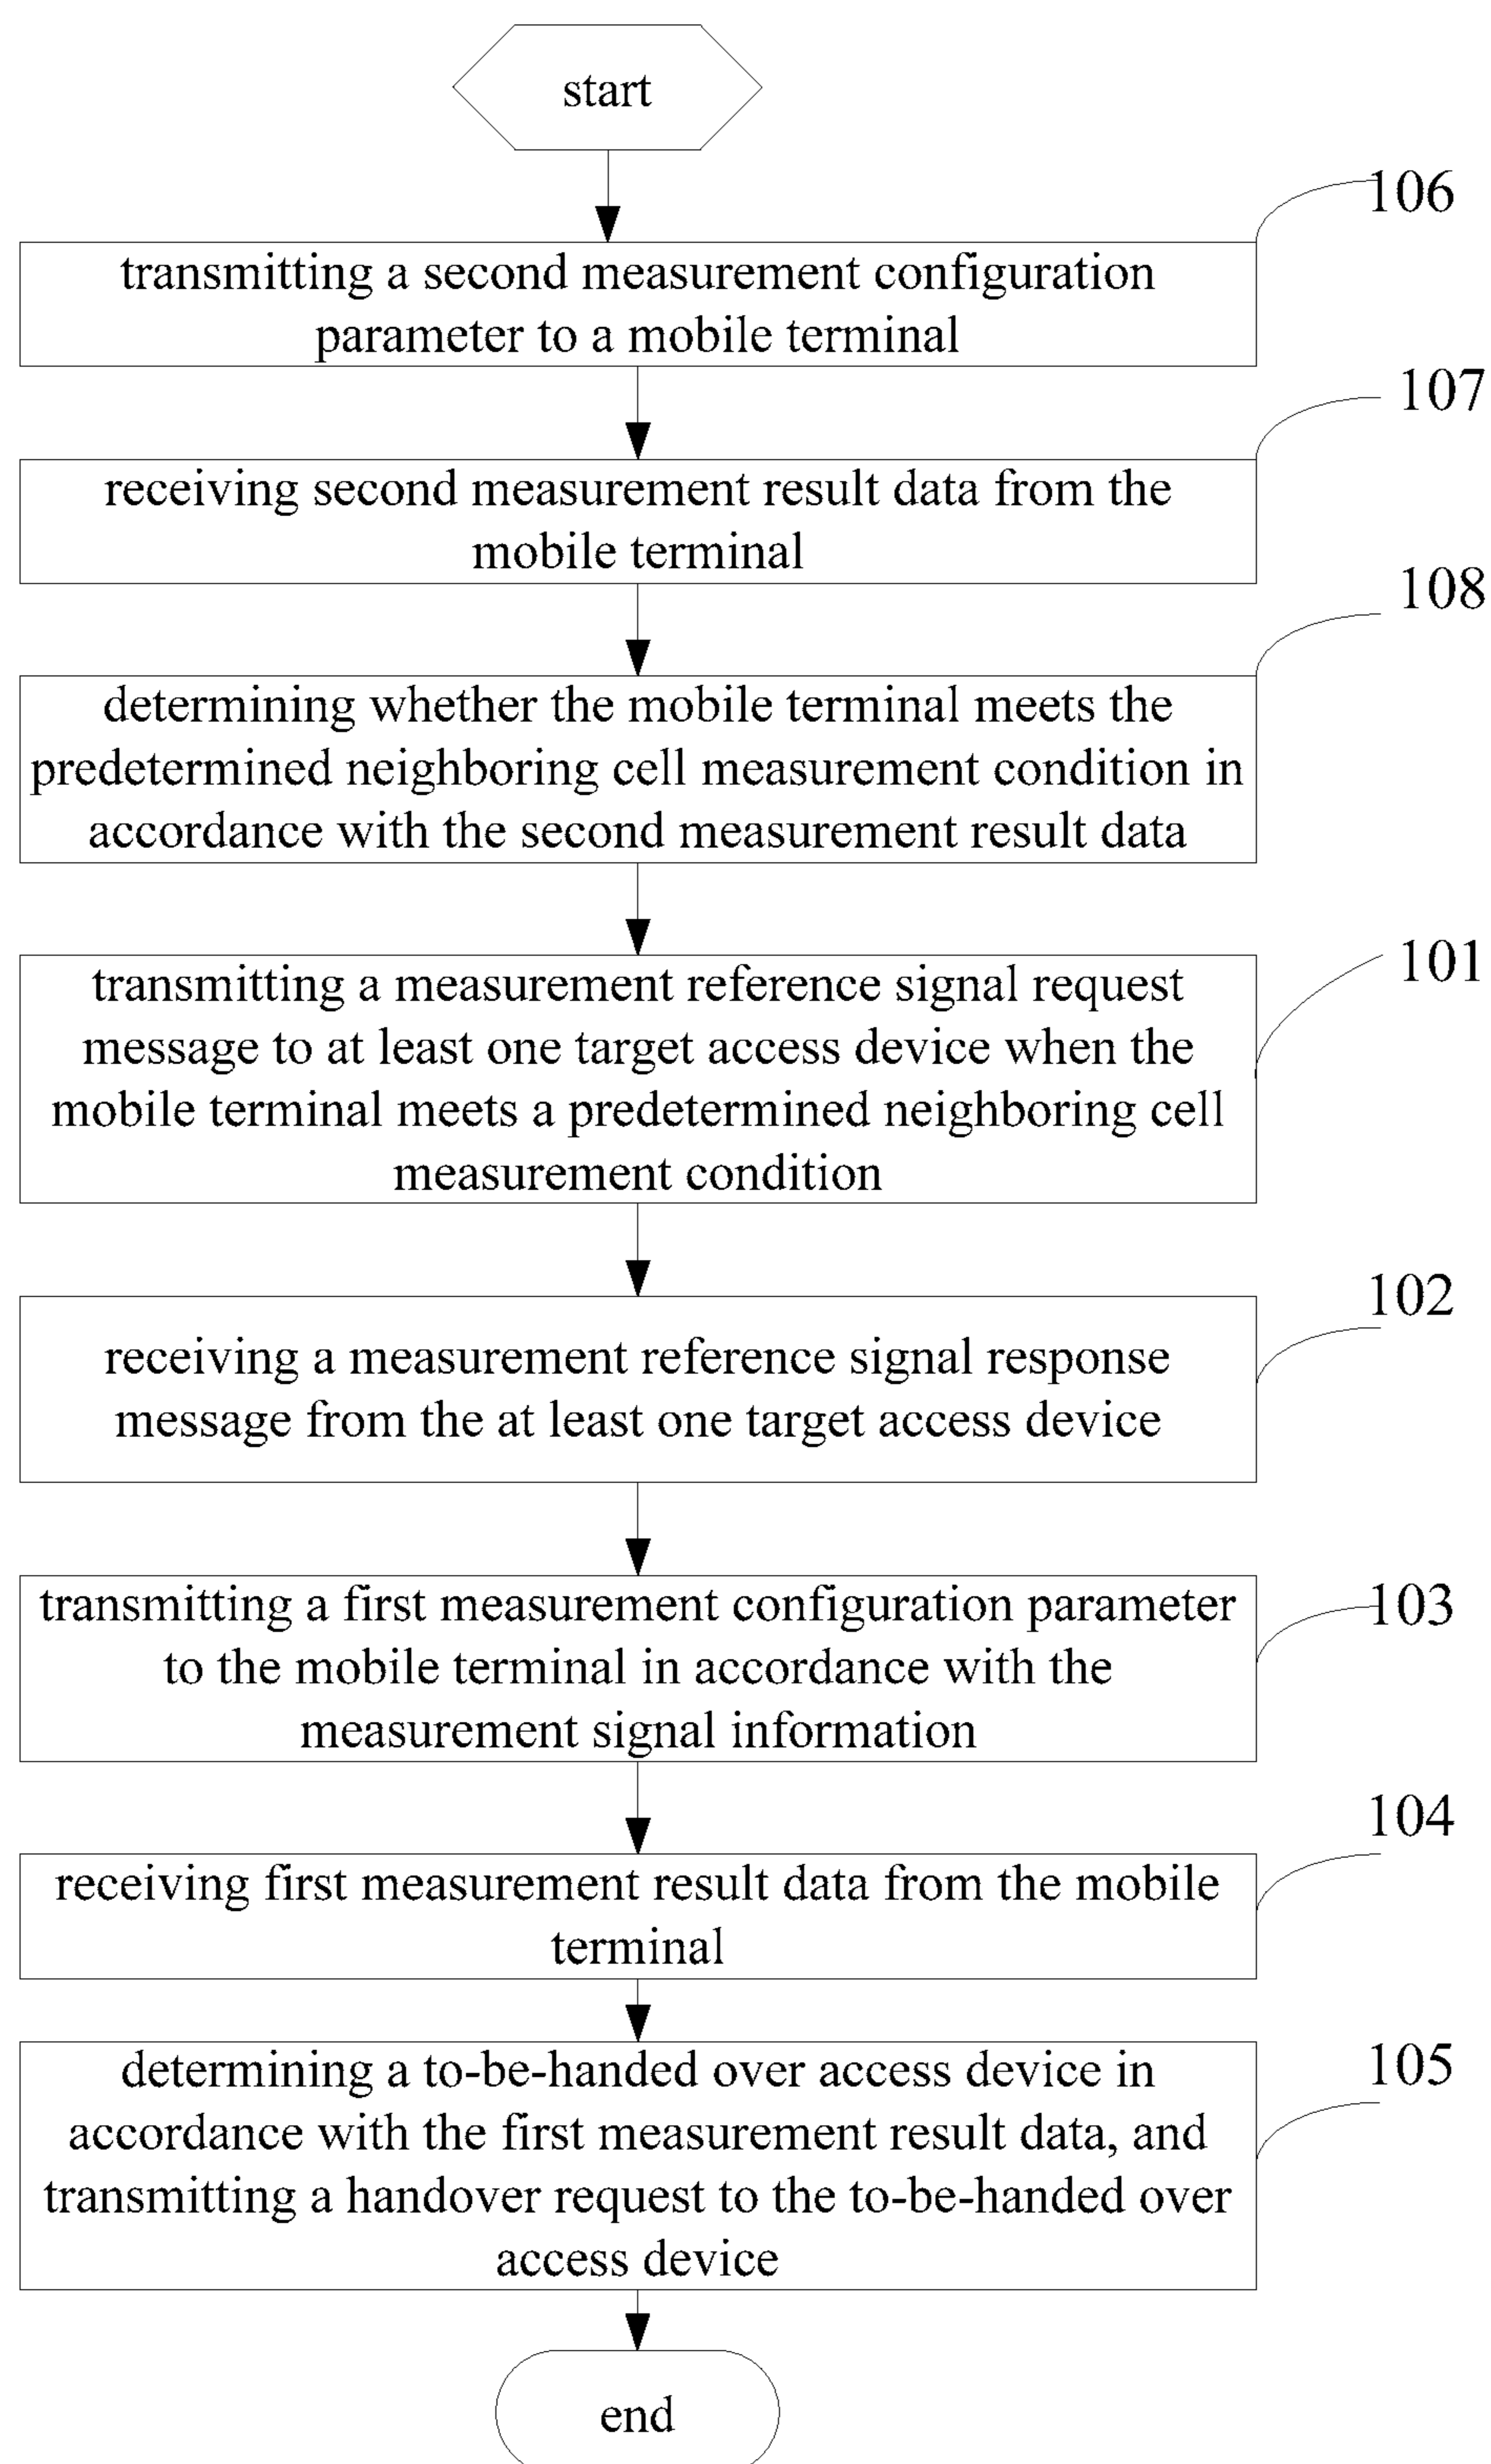 start
106
transmitting a second measurement configuration
parameter to a mobile terminal
107
receiving second measurement result data from the
mobile terminal
108
determining whether the mobile terminal meets the
predetermined neighboring cell measurement condition in
accordance with the second measurement result data
101
transmitting a measurement reference signal request
message to at least one target access device when the
mobile terminal meets a predetermined neighboring cell
measurement condition
102
receiving a measurement reference signal response
message from the at least one target access device
103
transmitting a first measurement configuration parameter
to the mobile terminal in accordance with the
measurement signal information
104
receiving first measurement result data from the mobile
terminal
105
determining a to-be-handed over access device in
accordance with the first measurement result data, and
transmitting a handover request to the to-be-handed over
access device
end